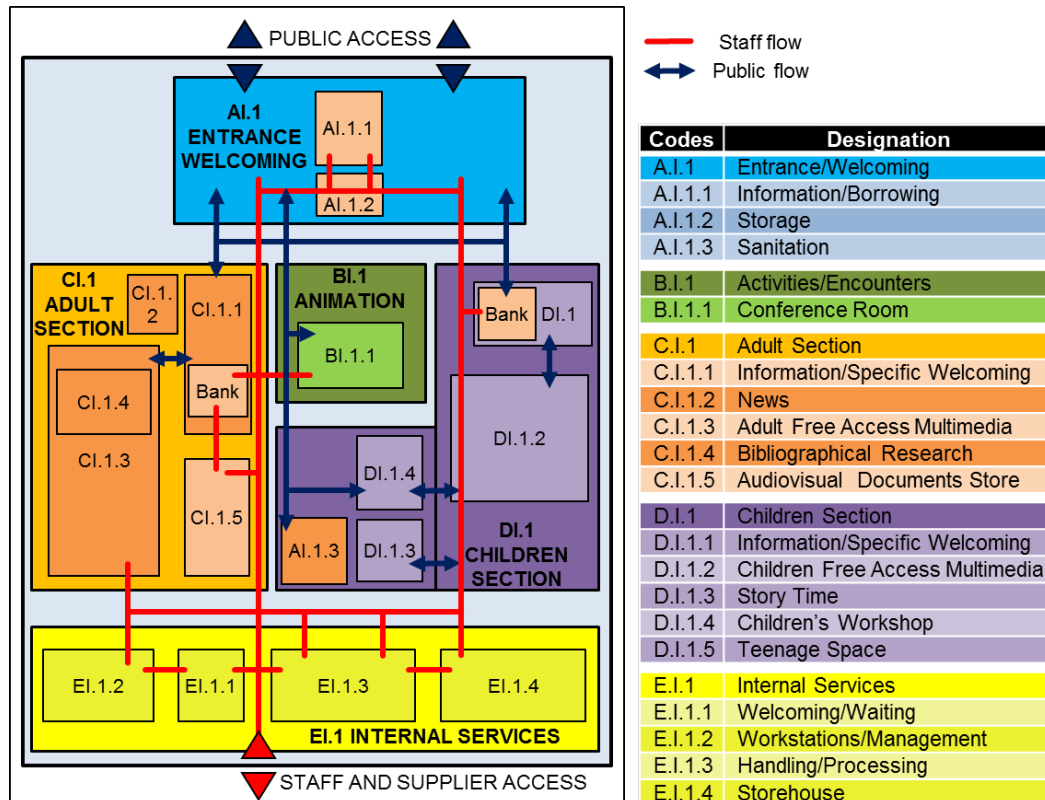 PUBLIC ACCESS
AI.1
ENTRANCE
WELCOMING
AI.1.1
AI.1.2
CI.1
ADULT
SECTION
CI.1.
2
CI.1.1
Bank
CI.1.4
CI.1.3
CI.1.5
BI.1
ANIMATION
BI.1.1
Bank
DI.1
DI.1.2
DI.1.4
AI.1.3
DI.1.3
DI.1
CHILDREN
SECTION
EI.1.2
EI.1.1
EI.1.3
EI.1.4
EI.1 INTERNAL SERVICES
STAFF AND SUPPLIER ACCESS
Staff flow
Public flow
Codes Designation
A.I.1 Entrance/Welcoming
A.I.1.1 Information/Borrowing
A.I.1.2 Storage
A.I.1.3 Sanitation
B.I.1 Activities/Encounters
B.I.1.1 Conference Room
C.I.1 Adult Section
C.I.1.1 Information/Specific Welcoming
C.I.1.2 News
C.I.1.3 Adult Free Access Multimedia
C.I.1.4 Bibliographical Research
C.I.1.5 Audiovisual Documents Store
D.I.1 Children Section
D.I.1.1 Information/Specific Welcoming
D.I.1.2 Children Free Access Multimedia
D.I.1.3 Story Time
D.I.1.4 Children's Workshop
D.I.1.5 Teenage Space
E.I.1 Internal Services
E.I.1.1 Welcoming/Waiting
E.I.1.2 Workstations/Management
E.I.1.3 Handling/Processing
E.I.1.4 Storehouse